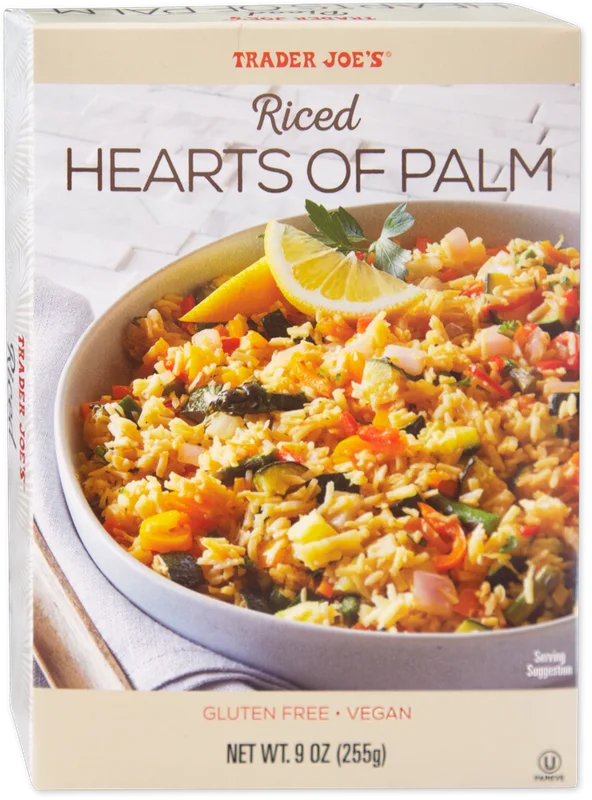 TRADER JOE'S®
Riced
HEARTS OF PALM
TRADER JOE'S
Riced
Serving
Suggestion
GLUTEN FREE • VEGAN
NET WT. 9 OZ (255g)
U
PAREVE